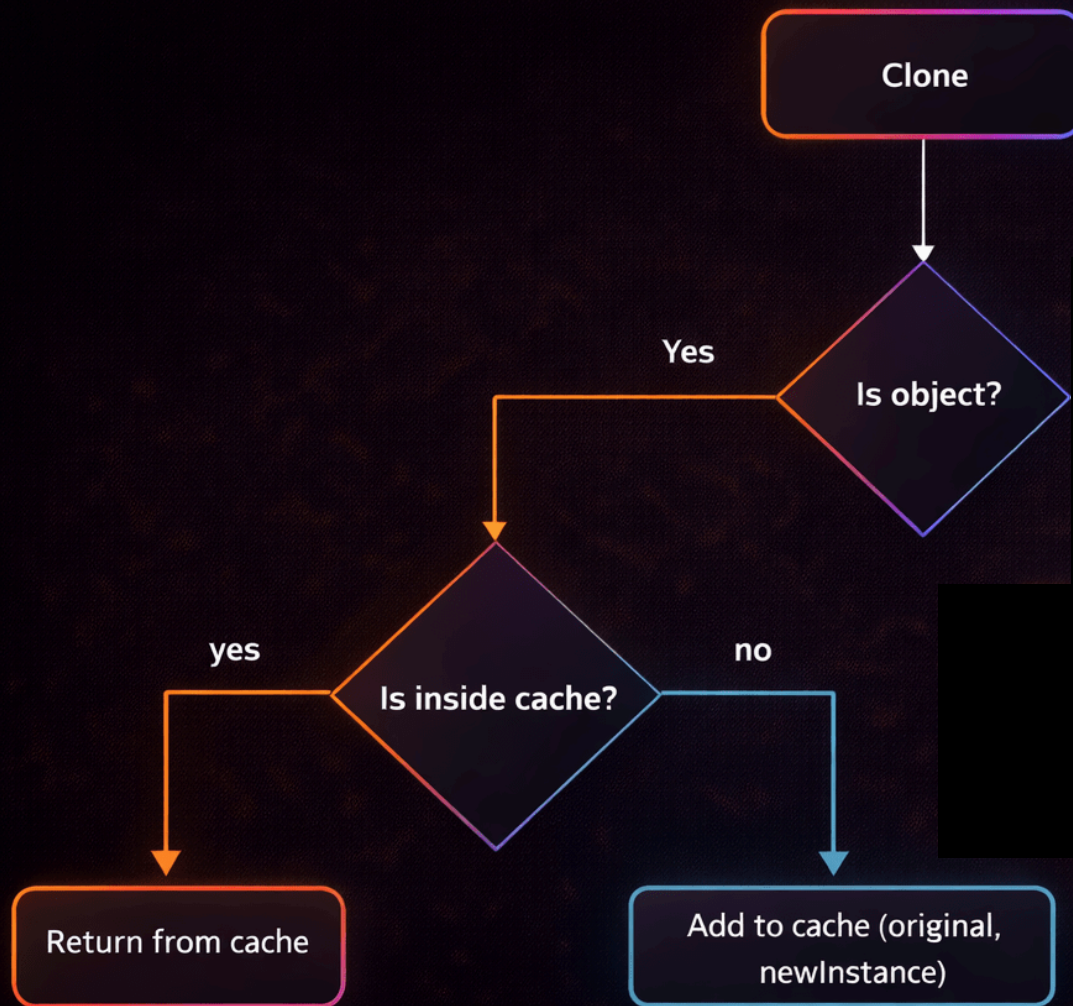 Clone
Yes
Is object?
yes
no
Is inside cache?
Return from cache
Add to cache (original,
newInstance)